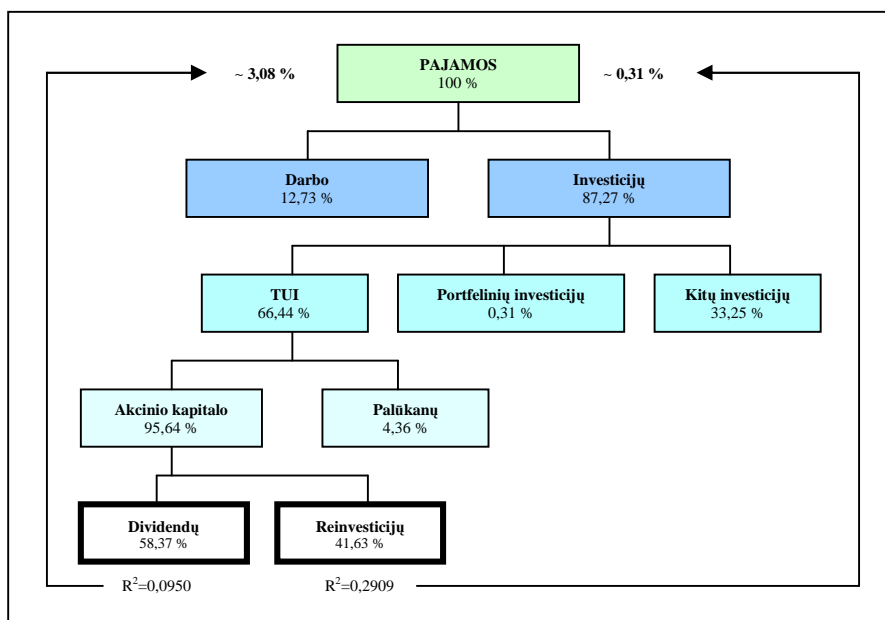 PAJAMOS
100 %
~ 3,08 %
~ 0,31 %
Darbo
12,73 %
Investicijų
87,27 %
TUI
66,44 %
Portfelinių investicijų
0,31 %
Kitų investicijų
33,25 %
Akcinio kapitalo
95,64 %
Palūkanų
4,36 %
Dividendų
58,37 %
Reinvesticijų
41,63 %
R²=0,0950
R²=0,2909